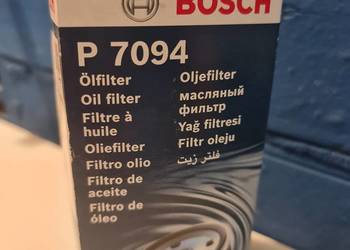 BOSCH
P 7094
Ölfilter
Oil filter
Filtre à
huile
Oliefilter
Filtro olio
Filtro de
aceite
Filtro de
óleo
Oljefilter
масляный
фильтр
Yağ filtresi
Filtr oleju
فلتر زيت